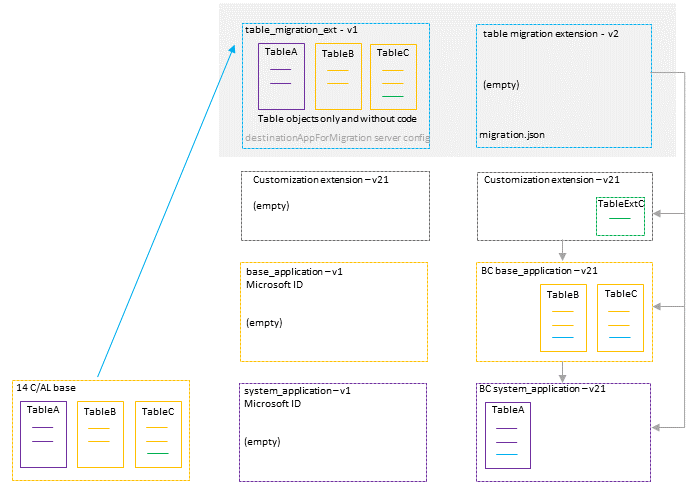 table_migration_ext - v1
TableA
TableB
TableC
Table objects only and without code
destinationAppForMigration server config
table migration extension - v2
(empty)
migration.json
Customization extension – v21
(empty)
Customization extension – v21
TableExtC
base_application – v1
Microsoft ID
(empty)
BC base_application – v21
TableB
TableC
14 C/AL base
TableA
TableB
TableC
system_application – v1
Microsoft ID
(empty)
BC system_application – v21
TableA